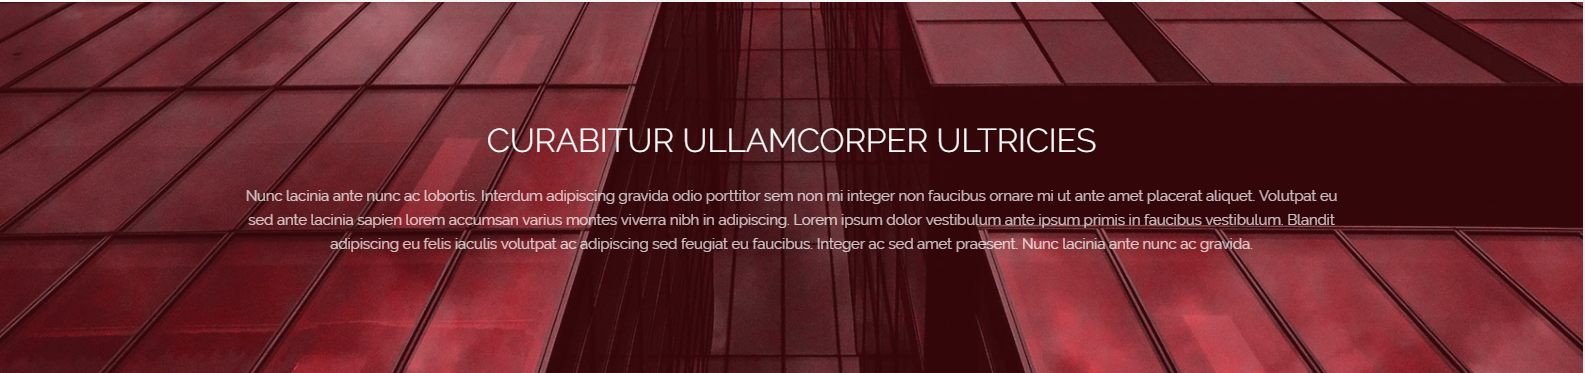 CURABITUR ULLAMCORPER ULTRICIES
Nunc lacinia ante nunc ac lobortis. Interdum adipiscing gravida odio porttitor sem non mi integer non faucibus ornare mi ut ante amet placerat aliquet. Volutpat eu
sed ante lacinia sapien lorem accumsan varius montes viverra nibh in adipiscing. Lorem ipsum dolor vestibulum ante ipsum primis in faucibus vestibulum. Blandit
adipiscing eu felis iaculis volutpat ac adipiscing sed feugiat eu faucibus. Integer ac sed amet praesent. Nunc lacinia ante nunc ac gravida.